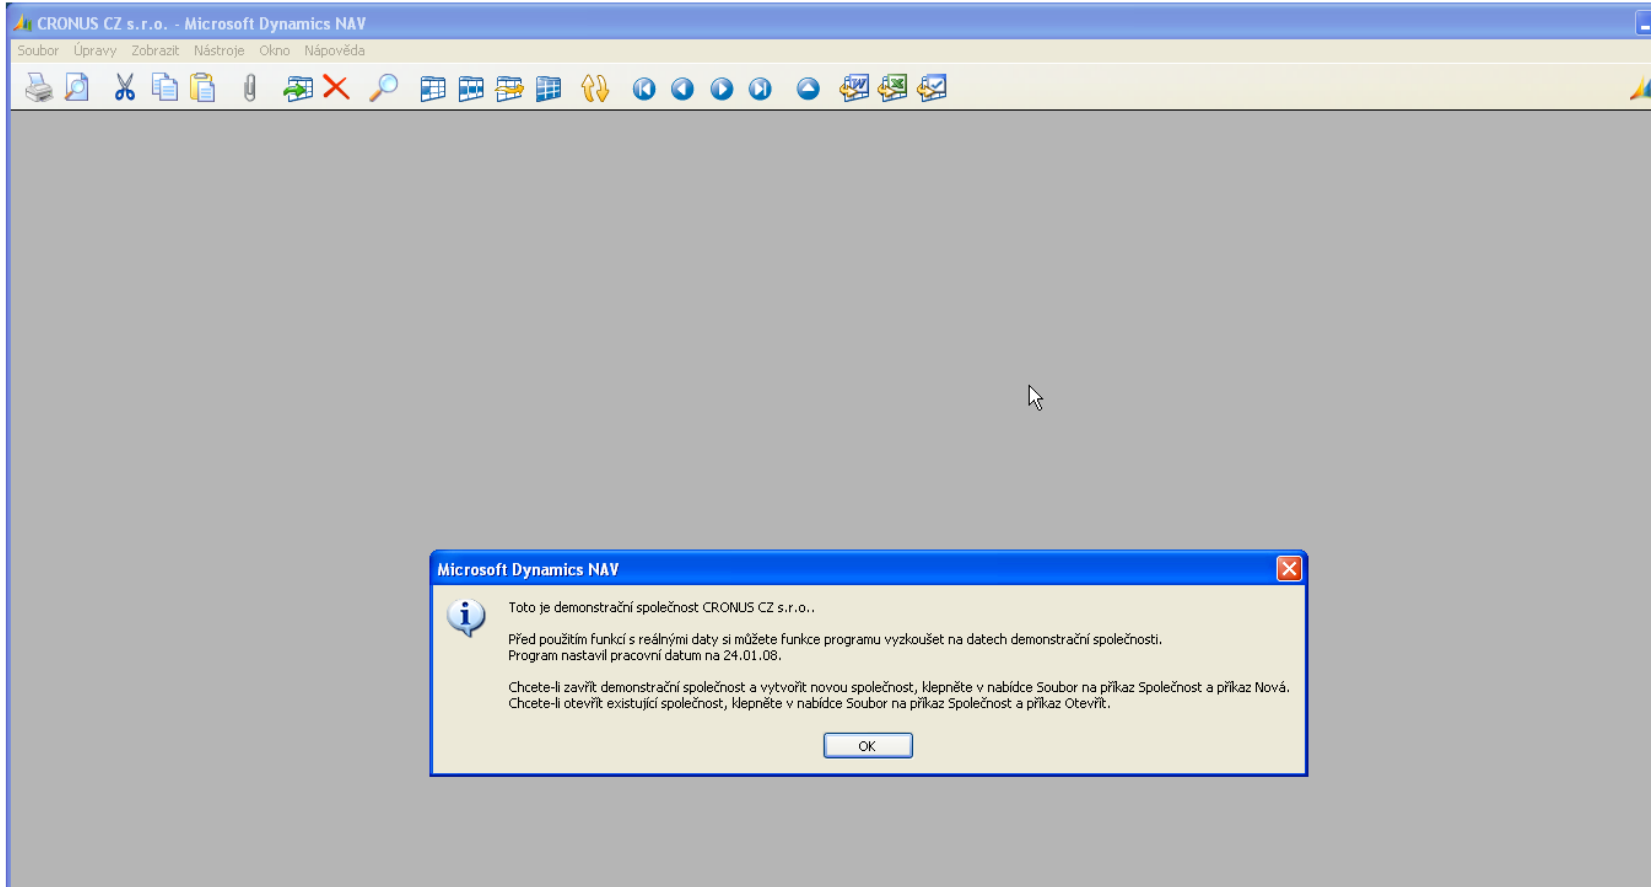 CRONUS CZ s.r.o. - Microsoft Dynamics NAV
Soubor Úpravy Zobrazit Nástroje Okno Nápověda
Microsoft Dynamics NAV
Toto je demonstrační společnost CRONUS CZ s.r.o..
Před použitím funkcí s reálnými daty si můžete funkce programu vyzkoušet na datech demonstrační společnosti.
Program nastavil pracovní datum na 24.01.08.
Chcete-li zavřít demonstrační společnost a vytvořit novou společnost, klepněte v nabídce Soubor na příkaz Společnost a příkaz Nová.
Chcete-li otevřít existující společnost, klepněte v nabídce Soubor na příkaz Společnost a příkaz Otevřít.
OK